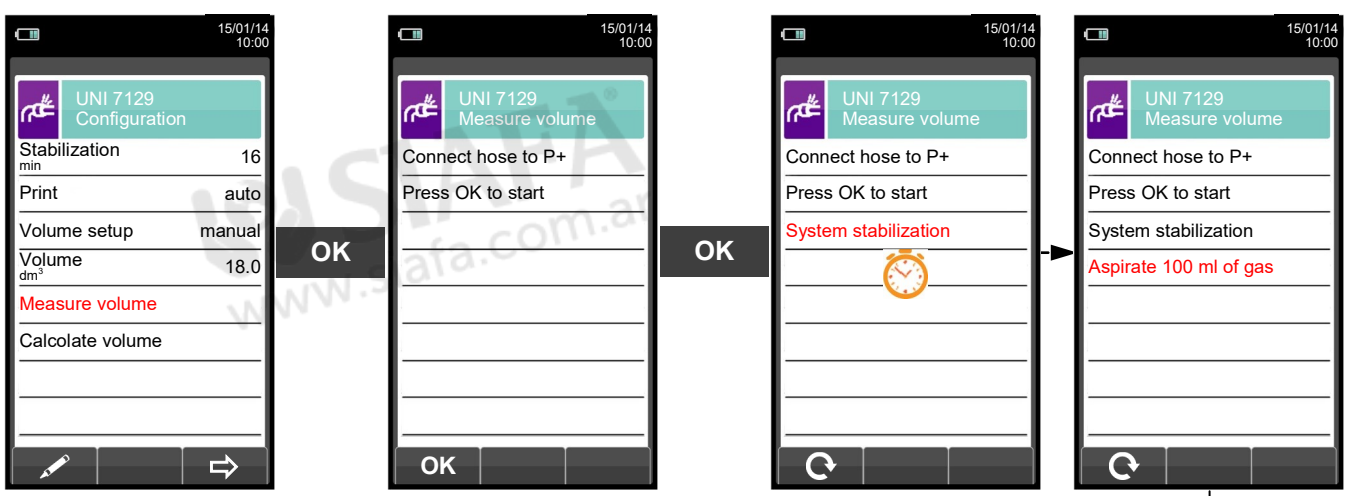 15/01/14
10:00
UNI 7129
Configuration
Stabilization
min
16
Print auto
Volume setup manual
Volume
dm³
18.0
Measure volume
Calcolate volume
OK
15/01/14
10:00
UNI 7129
Measure volume
Connect hose to P+
Press OK to start
OK
OK
15/01/14
10:00
UNI 7129
Measure volume
Connect hose to P+
Press OK to start
System stabilization
15/01/14
10:00
UNI 7129
Measure volume
Connect hose to P+
Press OK to start
System stabilization
Aspirate 100 ml of gas
SIAFA®
www.siafa.com.ar